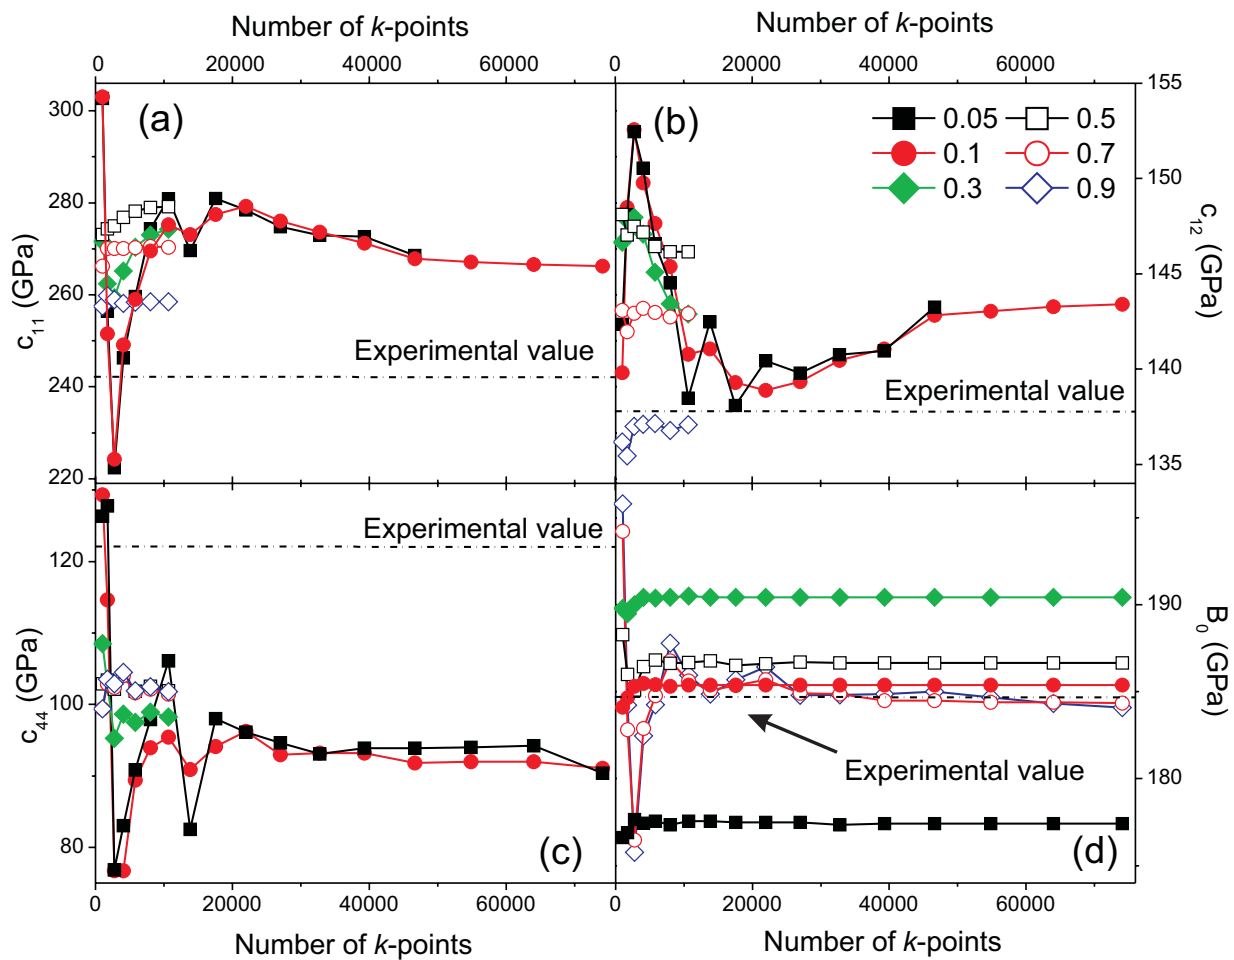 Number of k-points
Number of k-points
0 20000 40000 60000
0 20000 40000 60000
(a)
300
280
260
240
220
c11 (GPa)
Experimental value
(b)
0.05
0.5
0.1
0.7
0.3
0.9
155
150
145
140
135
c12 (GPa)
Experimental value
Experimental value
120
100
80
c44 (GPa)
(c)
190
180
B0 (GPa)
Experimental value
(d)
0 20000 40000 60000
0 20000 40000 60000
Number of k-points
Number of k-points